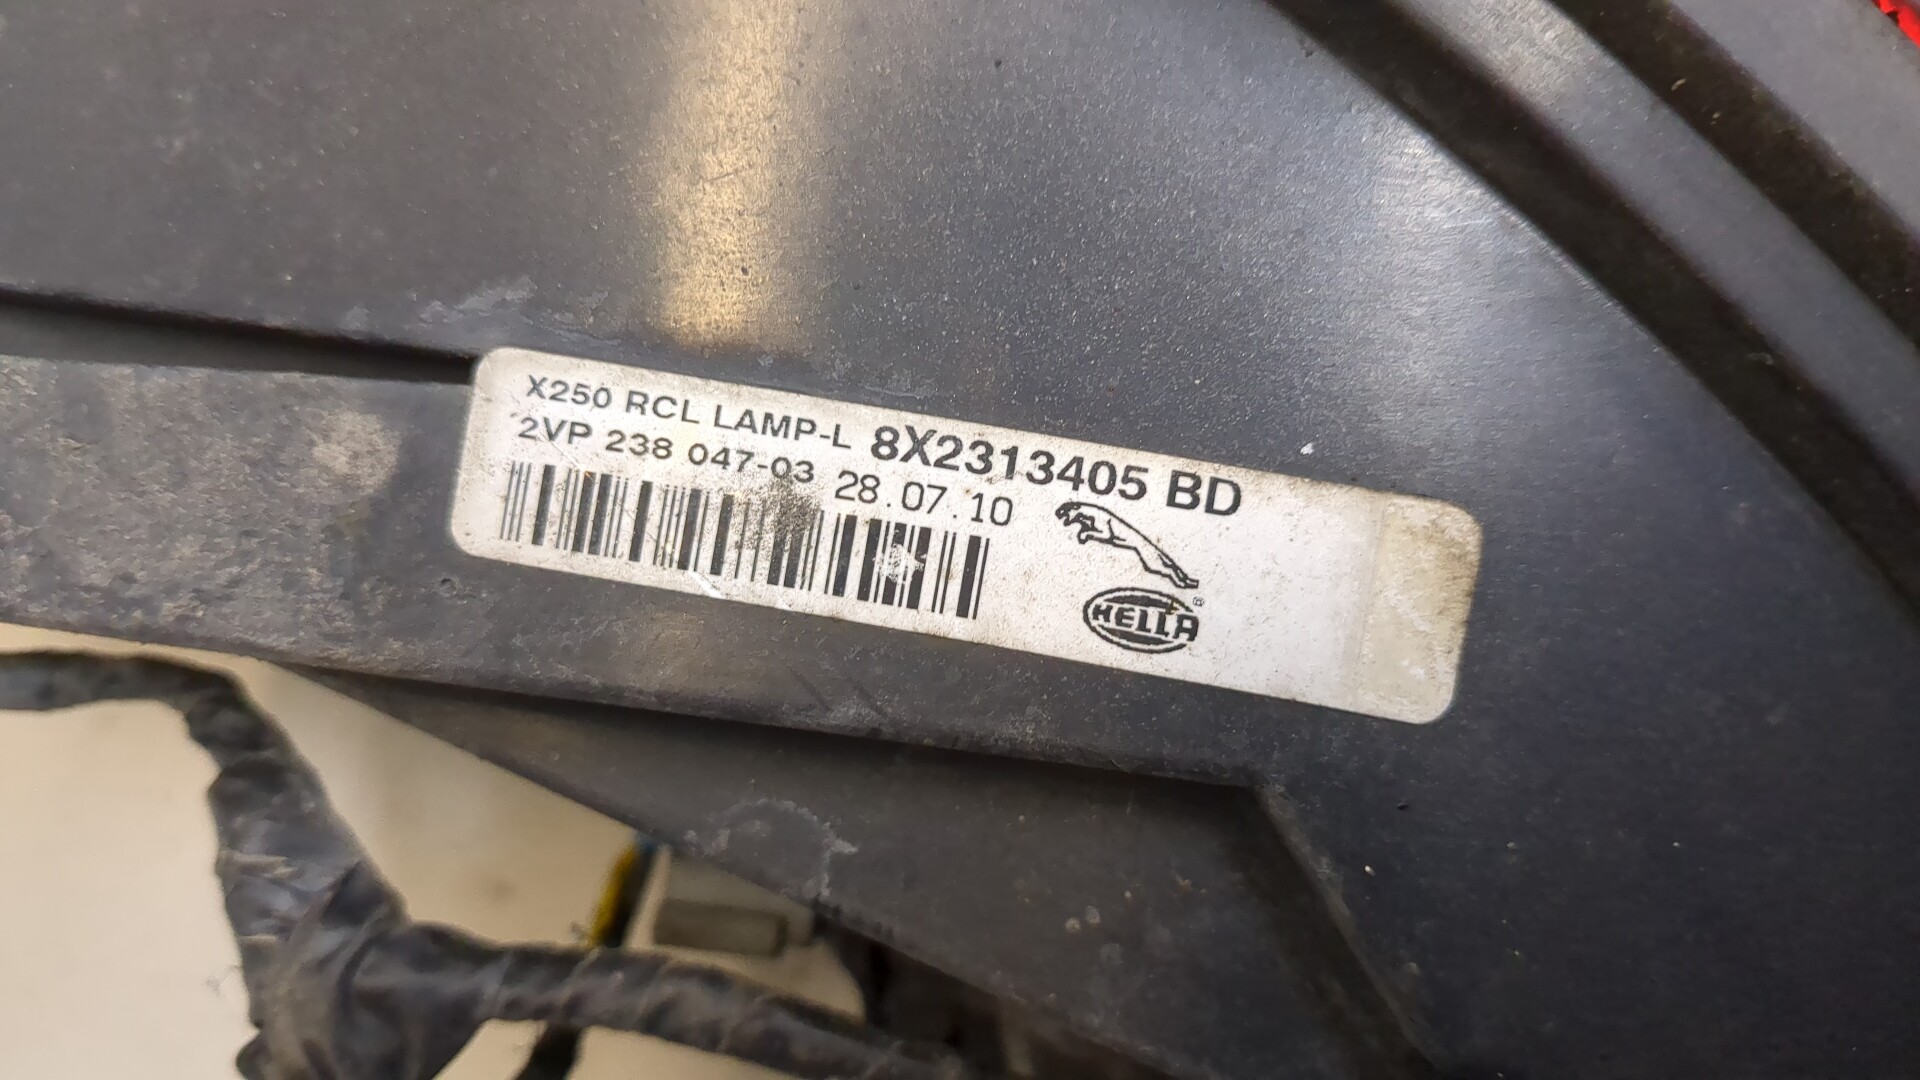 X250 RCL LAMP-L 8X2313405 BD
2VP 238 047-03 28.07.10
HELLA®